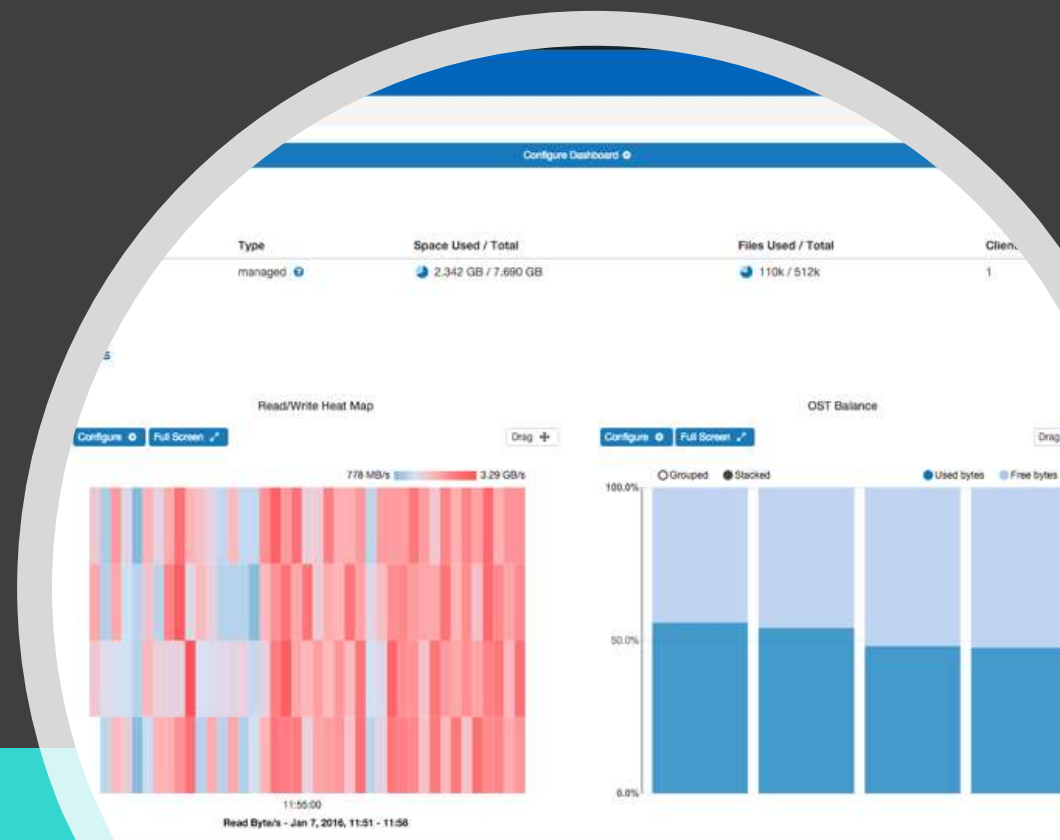 Configure Dashboard
Type Space Used / Total Files Used / Total Clien
managed 2.342 GB / 7.690 GB 110k / 512k 1
s
Read/Write Heat Map OST Balance
Configure Full Screen Drag Configure Full Screen Drag
778 MB/s 3.29 GB/s Grouped Stacked Used bytes Free bytes
100.0%
50.0%
0.0%
11:55:00
Read Byte/s - Jan 7, 2016, 11:51 - 11:56